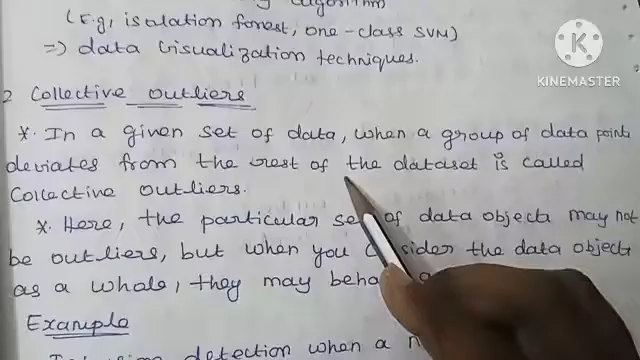 algorithm
(E.g, isolation forest, one-class SVM)
=> data visualization techniques.
2 Collective outliers
*. In a given set of data, when a group of data points
deviates from the rest of the dataset is called
Collective outliers.
*. Here, the particular set of data objects may not
be outliers, but when you consider the data objects
as a whole, they may
Example
detection when a
K
KINEMASTER